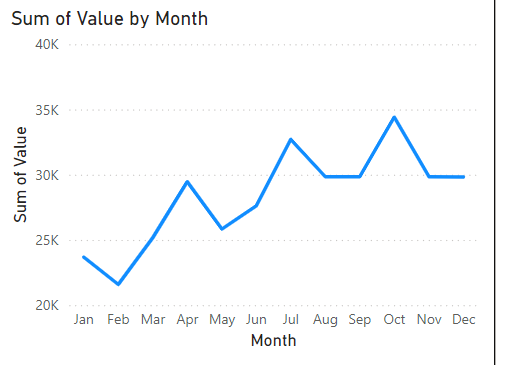 Sum of Value by Month
40K
35K
30K
25K
20K
Sum of Value
Jan Feb Mar Apr May Jun Jul Aug Sep Oct Nov Dec
Month